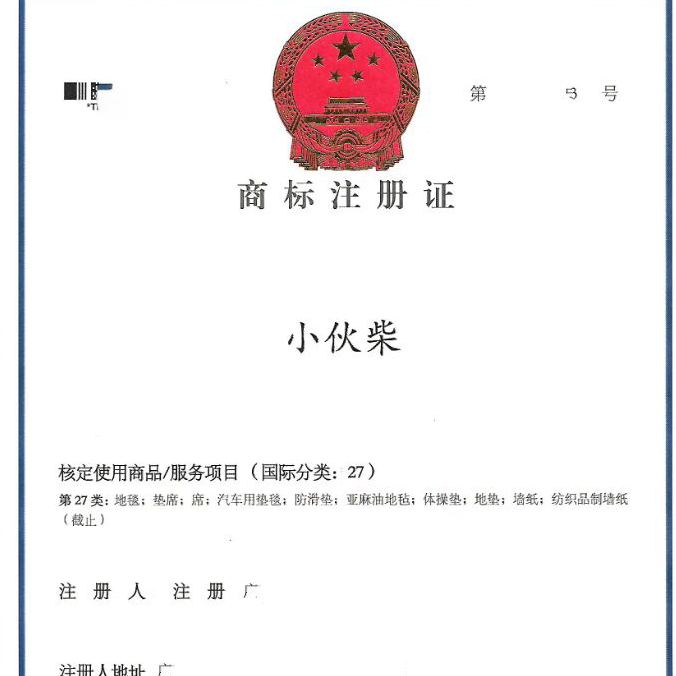 第 号
商标注册证
小伙柴
核定使用商品/服务项目（国际分类：27）
第27类：地毯；垫席；席；汽车用垫毯；防滑垫；亚麻油地毡；体操垫；地垫；墙纸；纺织品制墙纸
（截止）
注 册 人 注 册 广
注册人地址 广